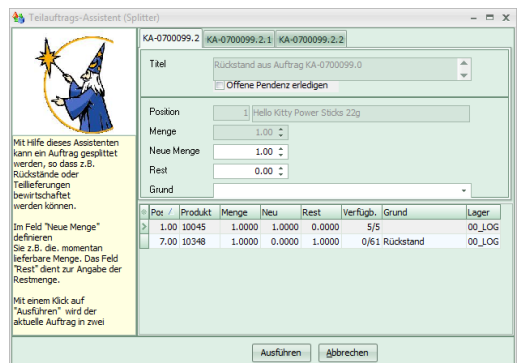 Teilauftrags-Assistent (Splitter)
KA-0700099.2 KA-0700099.2.1 KA-0700099.2.2
Titel Rückstand aus Auftrag KA-0700099.0
Offene Pendenz erledigen
Position 1 Hello Kitty Power Sticks 22g
Menge 1.00
Neue Menge 1.00
Rest 0.00
Grund
Mit Hilfe dieses Assistenten
kann ein Auftrag gesplittet
werden, so dass z.B.
Rückstände oder
Teillieferungen
bewirtschaftet
werden können.
Im Feld "Neue Menge"
definieren
Sie z.B. die. momentan
lieferbare Menge. Das Feld
"Rest" dient zur Angabe der
Restmenge.
Mit einem Klick auf
"Ausführen" wird der
aktuelle Auftrag in zwei
Pos / Produkt Menge Neu Rest Verfügb. Grund Lager
1.00 10045 1.0000 1.0000 0.0000 5/5 00_LOG
7.00 10348 1.0000 0.0000 1.0000 0/61 Rückstand 00_LOG
Ausführen Abbrechen